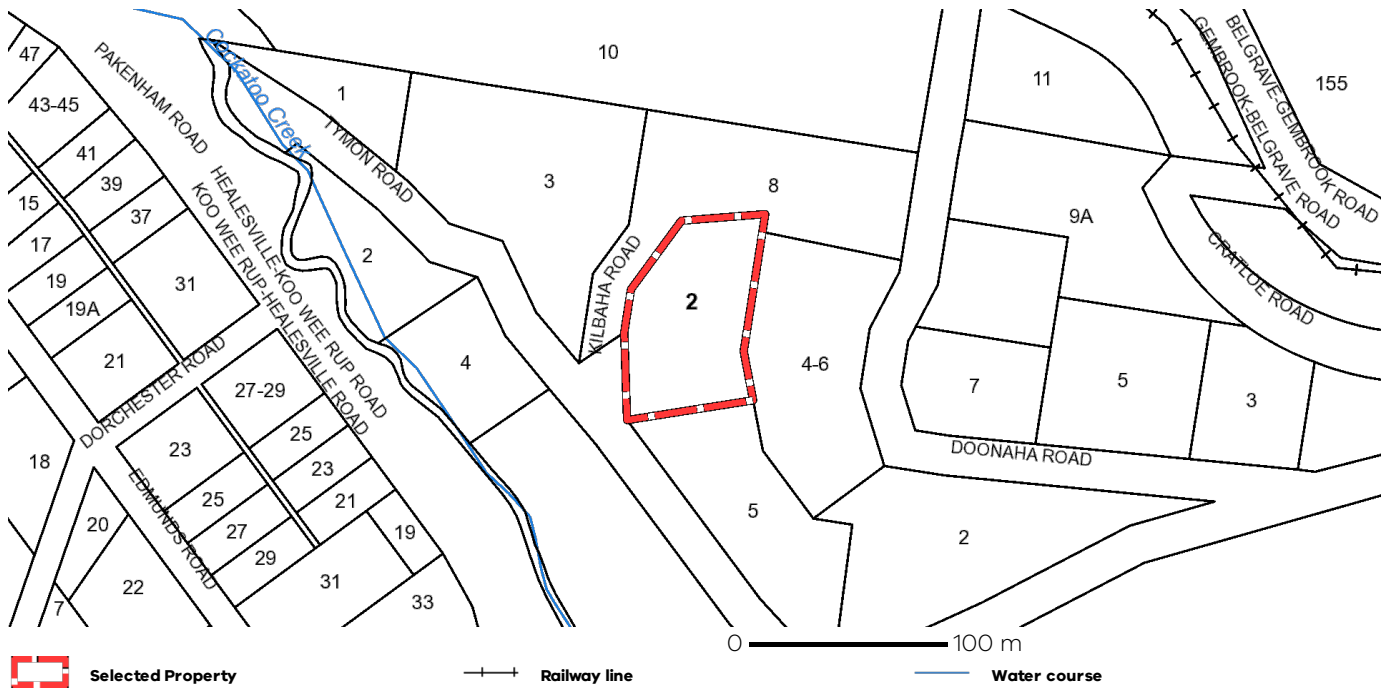 47
43-45
41
39
37
15
17
19
19A
21
31
PAKENHAM ROAD
Cockatoo Creek
TYMON ROAD
HEALESVILLE-KOO WEE RUP ROAD
KOO WEE RUP-HEALESVILLE ROAD
1
10
3
8
2
4
KILBAHA ROAD
2
4-6
11
9A
155
BELGRAVE-GEMBROOK ROAD
GEMBROOK-BELGRAVE ROAD
CRATLOE ROAD
7
5
3
DOONAHA ROAD
5
2
DORCHESTER ROAD
27-29
25
23
21
19
23
25
27
29
31
33
EDMUNDS ROAD
18
20
22
7
0 100 m
Selected Property
Railway line
Water course